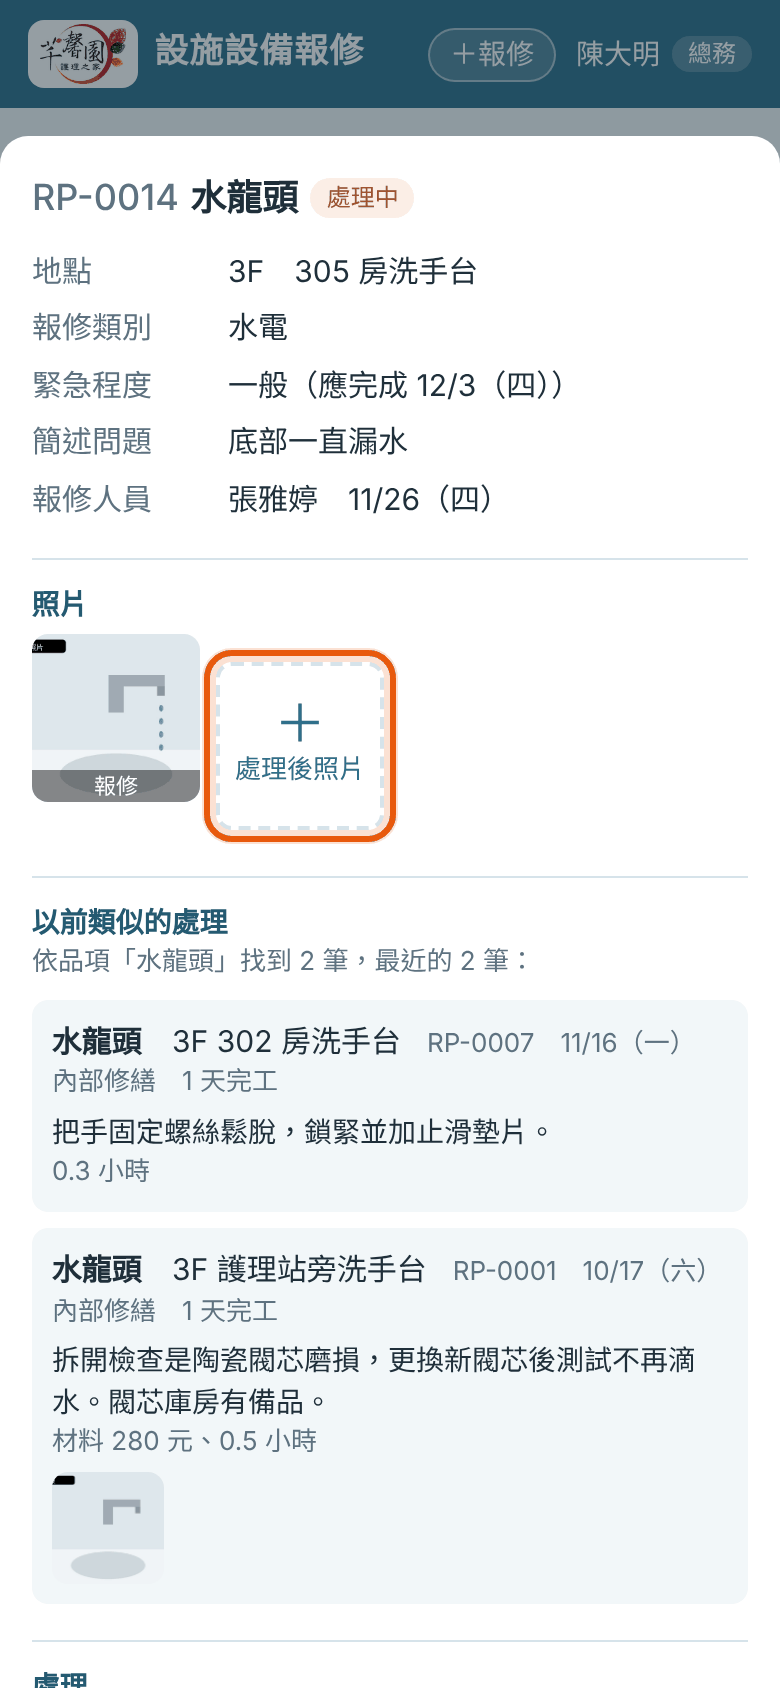 芊馨園
護理之家
設施設備報修
＋報修
陳大明
總務
RP-0014 水龍頭 處理中
地點 3F 305 房洗手台
報修類別 水電
緊急程度 一般（應完成 12/3（四））
簡述問題 底部一直漏水
報修人員 張雅婷 11/26（四）
照片
報修
＋
處理後照片
以前類似的處理
依品項「水龍頭」找到 2 筆，最近的 2 筆：
水龍頭 3F 302 房洗手台 RP-0007 11/16（一）
內部修繕 1 天完工
把手固定螺絲鬆脫，鎖緊並加止滑墊片。
0.3 小時
水龍頭 3F 護理站旁洗手台 RP-0001 10/17（六）
內部修繕 1 天完工
拆開檢查是陶瓷閥芯磨損，更換新閥芯後測試不再滴
水。閥芯庫房有備品。
材料 280 元、0.5 小時
處理